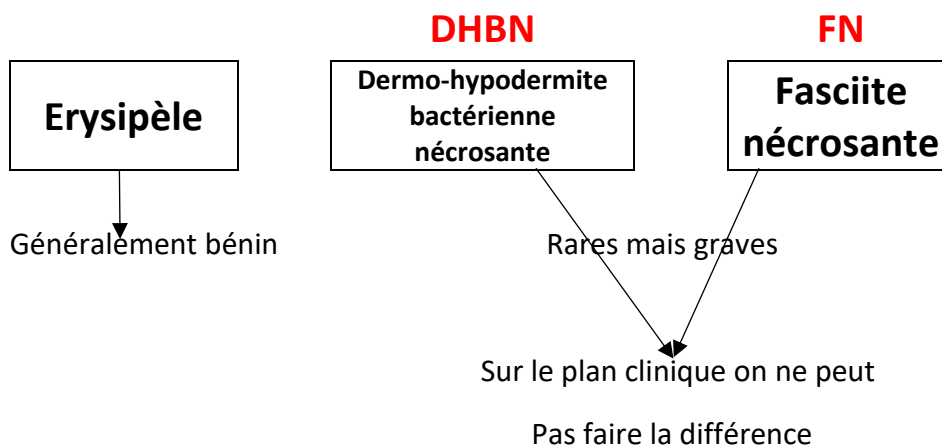 DHBN
FN
Erysipèle
Dermo-hypodermite
bactérienne
nécrosante
Fasciite
nécrosante
Généralement bénin
Rares mais graves
Sur le plan clinique on ne peut
Pas faire la différence